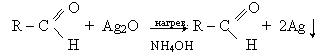 O O
R – C + Ag₂O нагрев. R – C + 2Ag↓
H NH4OH H